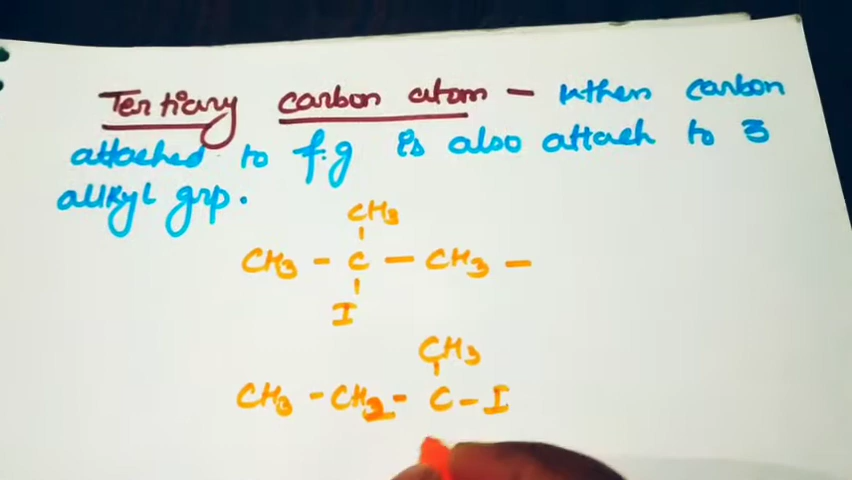 Tertiary carbon atom - When carbon
attached to f.g is also attach to 3
alkyl grp.
CH3
CH3 - C - CH3 -
I
CH3
CH3 - CH2 - C - I